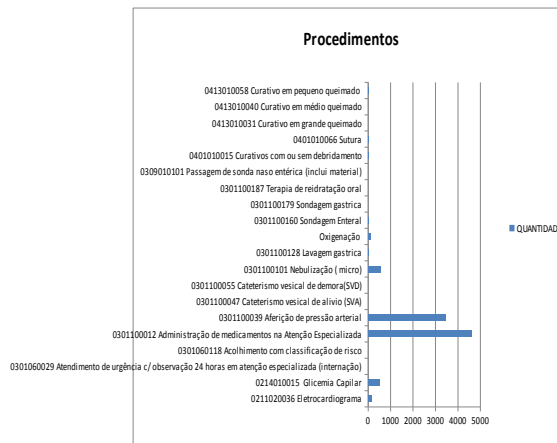 Procedimentos
0413010058 Curativo em pequeno queimado
0413010040 Curativo em médio queimado
0413010031 Curativo em grande queimado
0401010066 Sutura
0401010015 Curativos com ou sem debridamento
0309010101 Passagem de sonda naso entérica (inclui material)
0301100187 Terapia de reidratação oral
0301100179 Sondagem gastrica
0301100160 Sondagem Enteral
Oxigenação
0301100128 Lavagem gastrica
0301100101 Nebulização ( micro)
0301100055 Cateterismo vesical de demora(SVD)
0301100047 Cateterismo vesical de alívio (SVA)
0301100039 Aferição de pressão arterial
0301100012 Administração de medicamentos na Atenção Especializada
0301060118 Acolhimento com classificação de risco
0301060029 Atendimento de urgência c/ observação 24 horas em atenção especializada (internação)
0214010015 Glicemia Capilar
0211020036 Eletrocardiograma
0 1000 2000 3000 4000 5000
QUANTIDAD